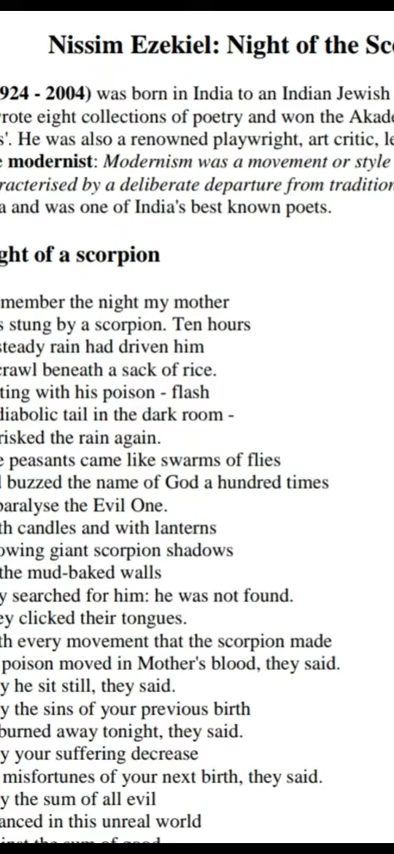 Nissim Ezekiel: Night of the Sc
924 - 2004) was born in India to an Indian Jewish
rote eight collections of poetry and won the Akad
s'. He was also a renowned playwright, art critic, le
e modernist: Modernism was a movement or style
racterised by a deliberate departure from tradition
a and was one of India's best known poets.
ght of a scorpion
member the night my mother
s stung by a scorpion. Ten hours
steady rain had driven him
crawl beneath a sack of rice.
ting with his poison - flash
diabolic tail in the dark room -
risked the rain again.
e peasants came like swarms of flies
buzzed the name of God a hundred times
paralyse the Evil One.
th candles and with lanterns
owing giant scorpion shadows
the mud-baked walls
y searched for him: he was not found.
ey clicked their tongues.
th every movement that the scorpion made
poison moved in Mother's blood, they said.
y he sit still, they said.
y the sins of your previous birth
burned away tonight, they said.
y your suffering decrease
misfortunes of your next birth, they said.
y the sum of all evil
anced in this unreal world